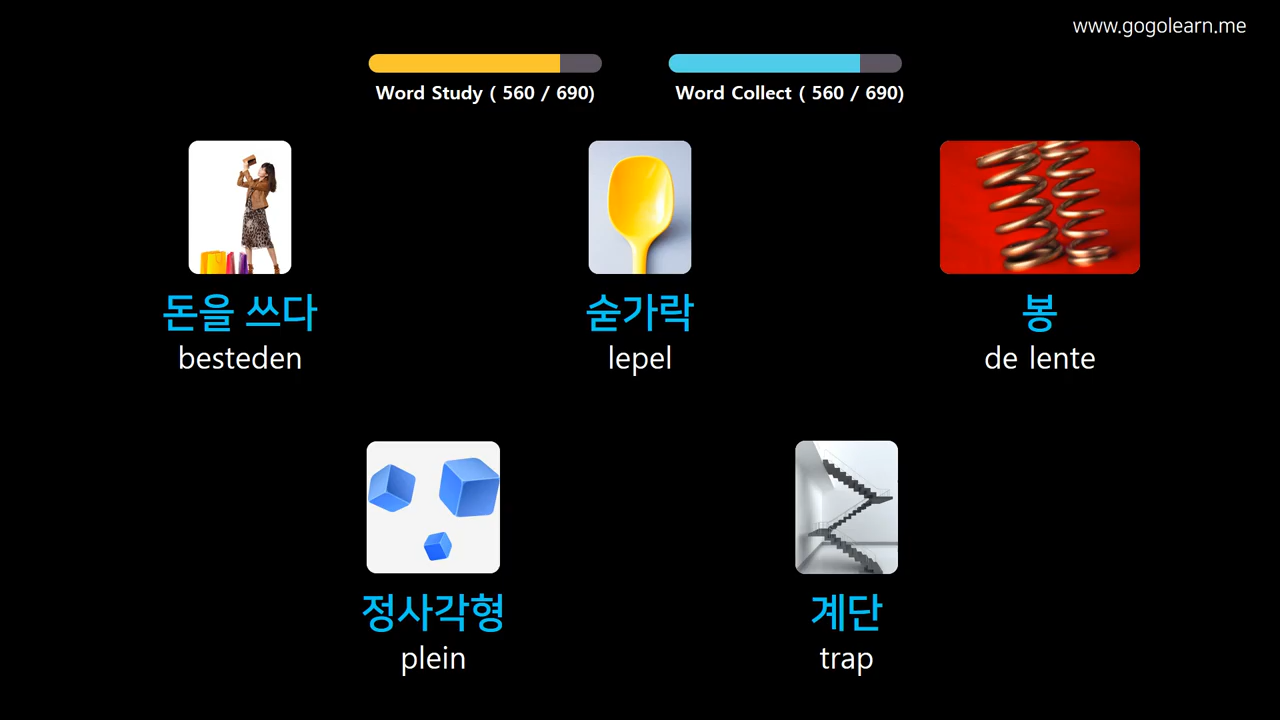 www.gogolearn.me
Word Study ( 560 / 690)
Word Collect ( 560 / 690)
돈을 쓰다
besteden
숟가락
lepel
봉
de lente
정사각형
plein
계단
trap